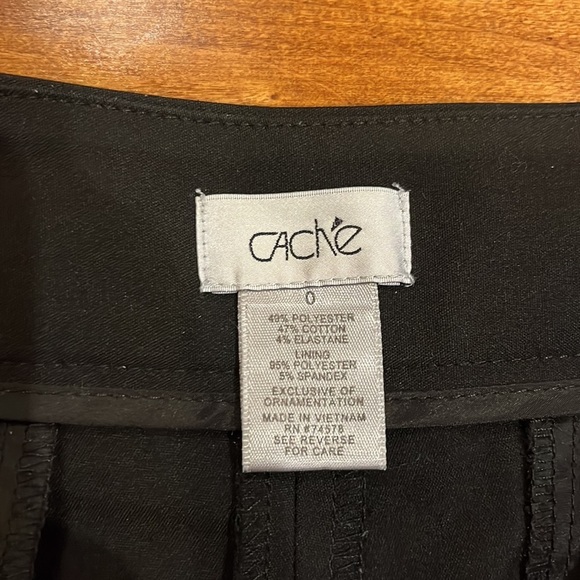 CACHÉ
0
49% POLYESTER
47% COTTON
4% ELASTANE
LINING
95% POLYESTER
5% SPANDEX
EXCLUSIVE OF
ORNAMENTATION
MADE IN VIETNAM
RN #74578
SEE REVERSE
FOR CARE